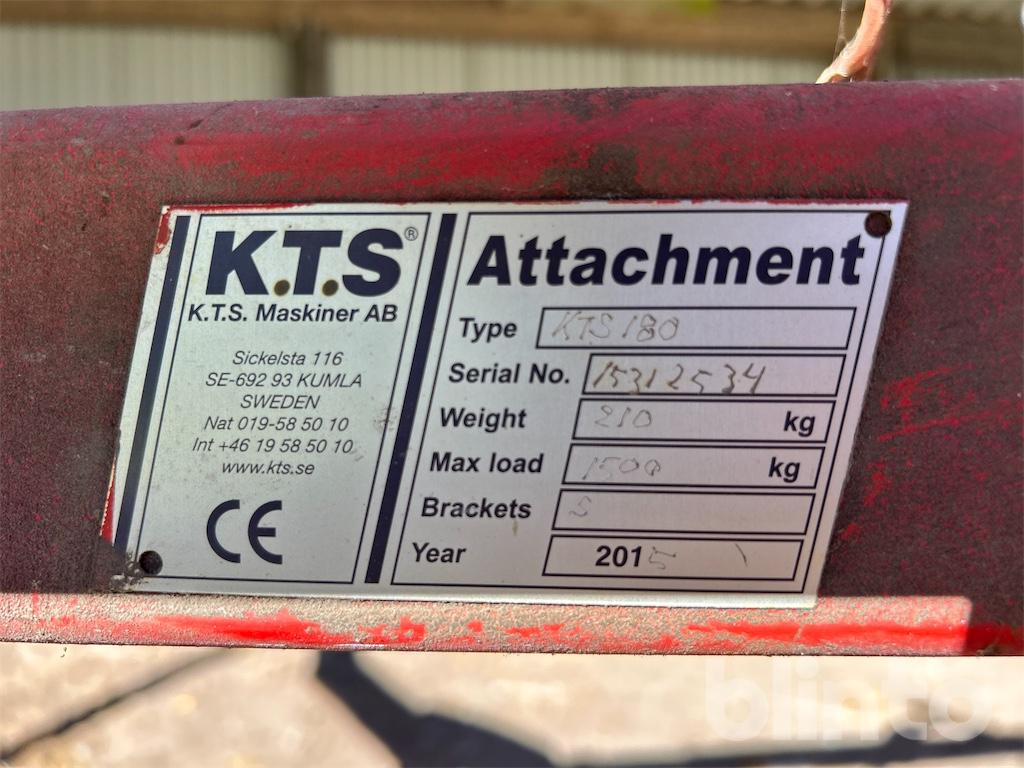 K.T.S®
K.T.S. Maskiner AB
Sickelsta 116
SE-692 93 KUMLA
SWEDEN
Nat 019-58 50 10
Int +46 19 58 50 10
www.kts.se
CE
Attachment
Type KTS 180
Serial No. 15312534
Weight 210 kg
Max load 1500 kg
Brackets S
Year 2015
blinto